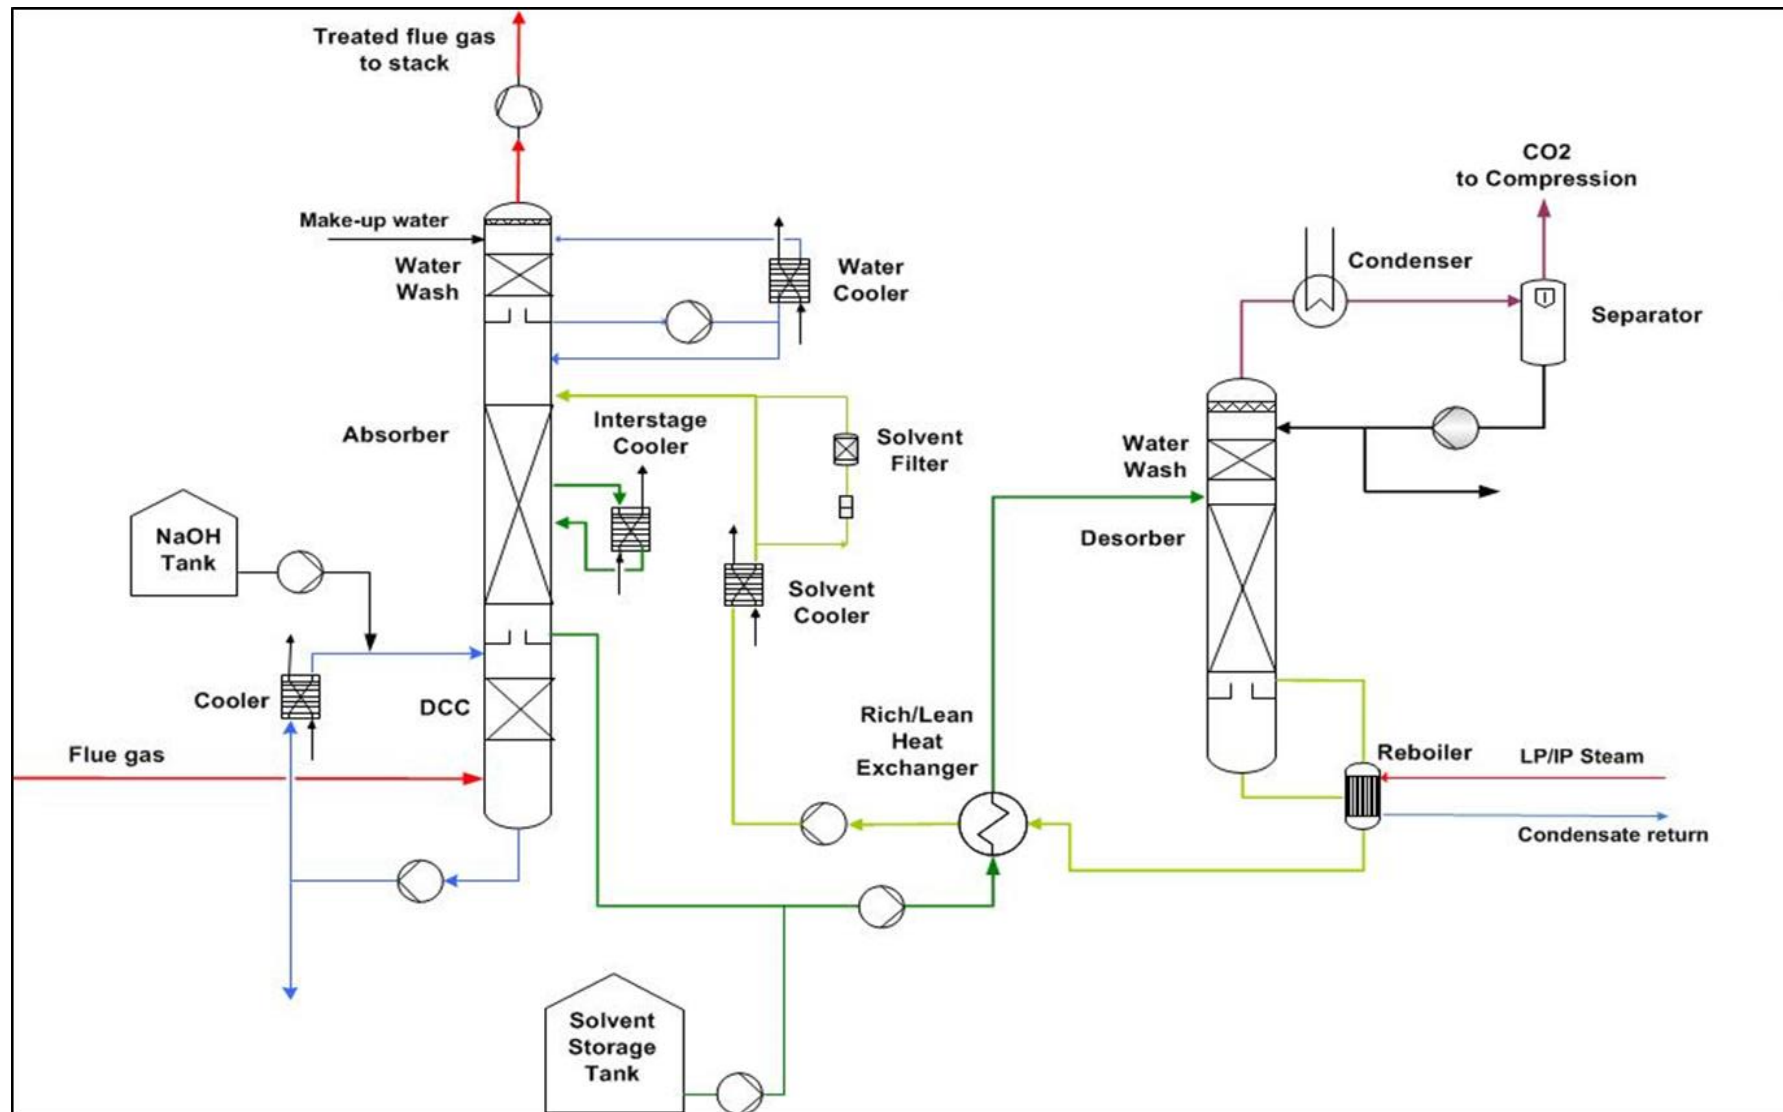 Treated flue gas
to stack
CO2
to Compression
Make-up water
Water
Wash
Water
Cooler
Condenser
Separator
Absorber
Interstage
Cooler
Solvent
Filter
Water
Wash
NaOH
Tank
Desorber
Solvent
Cooler
Cooler
DCC
Rich/Lean
Heat
Exchanger
Flue gas
Reboiler
LP/IP Steam
Condensate return
Solvent
Storage
Tank